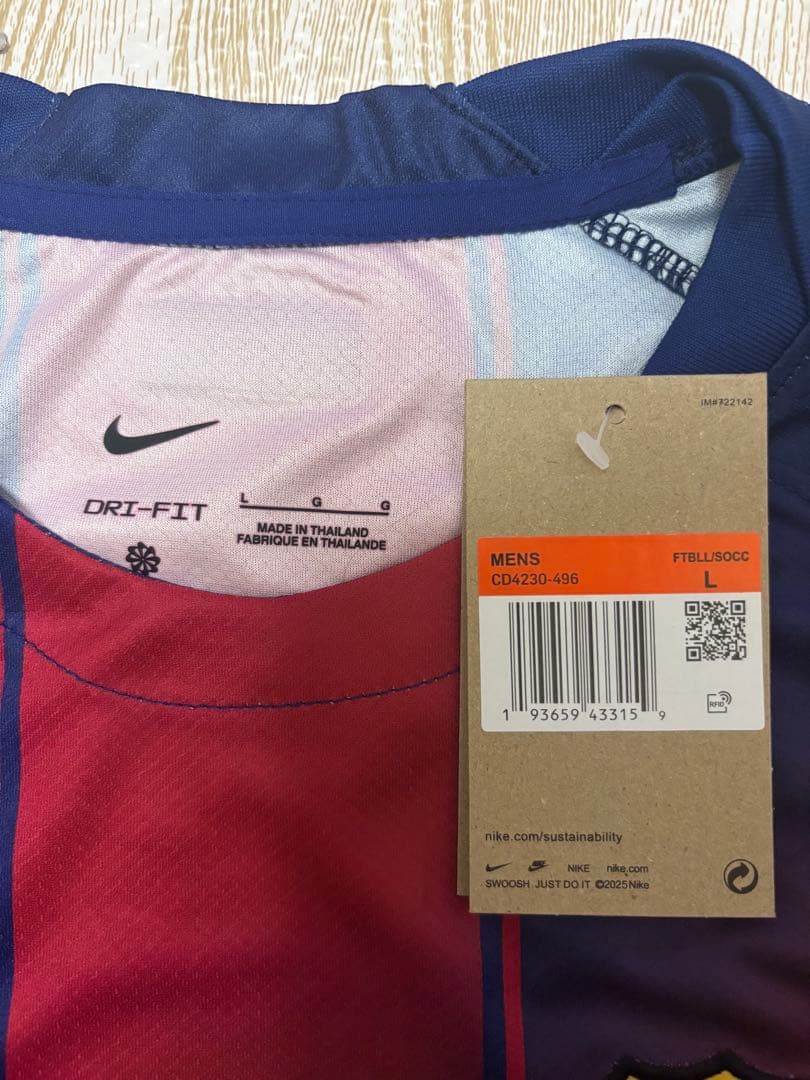 DRI-FIT
L G G
MADE IN THAILAND
FABRIQUE EN THAILANDE
IM#722142
MENS FTBLL/SOCC
CD4230-496 L
1 93659 43315 9
RFID
nike.com/sustainability
NIKE nike.com
SWOOSH JUST DO IT ©2025 Nike